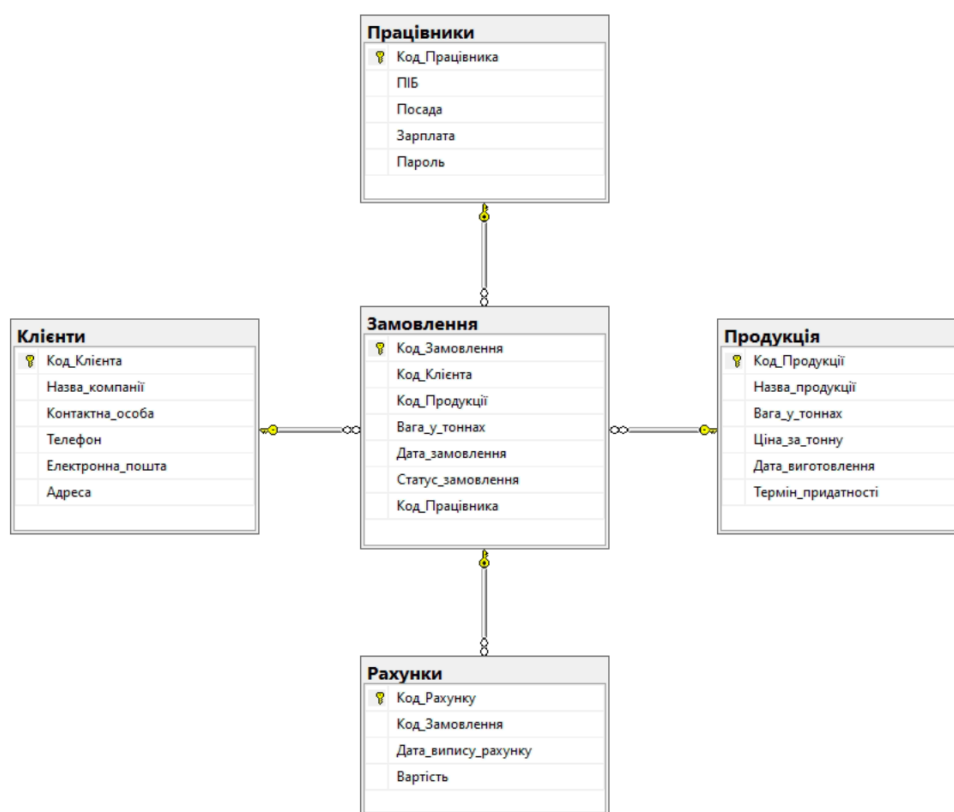 Працівники
Код_Працівника
ПІБ
Посада
Зарплата
Пароль
Клієнти
Код_Клієнта
Назва_компанії
Контактна_особа
Телефон
Електронна_пошта
Адреса
Замовлення
Код_Замовлення
Код_Клієнта
Код_Продукції
Вага_у_тоннах
Дата_замовлення
Статус_замовлення
Код_Працівника
Продукція
Код_Продукції
Назва_продукції
Вага_у_тоннах
Ціна_за_тонну
Дата_виготовлення
Термін_придатності
Рахунки
Код_Рахунку
Код_Замовлення
Дата_випису_рахунку
Вартість